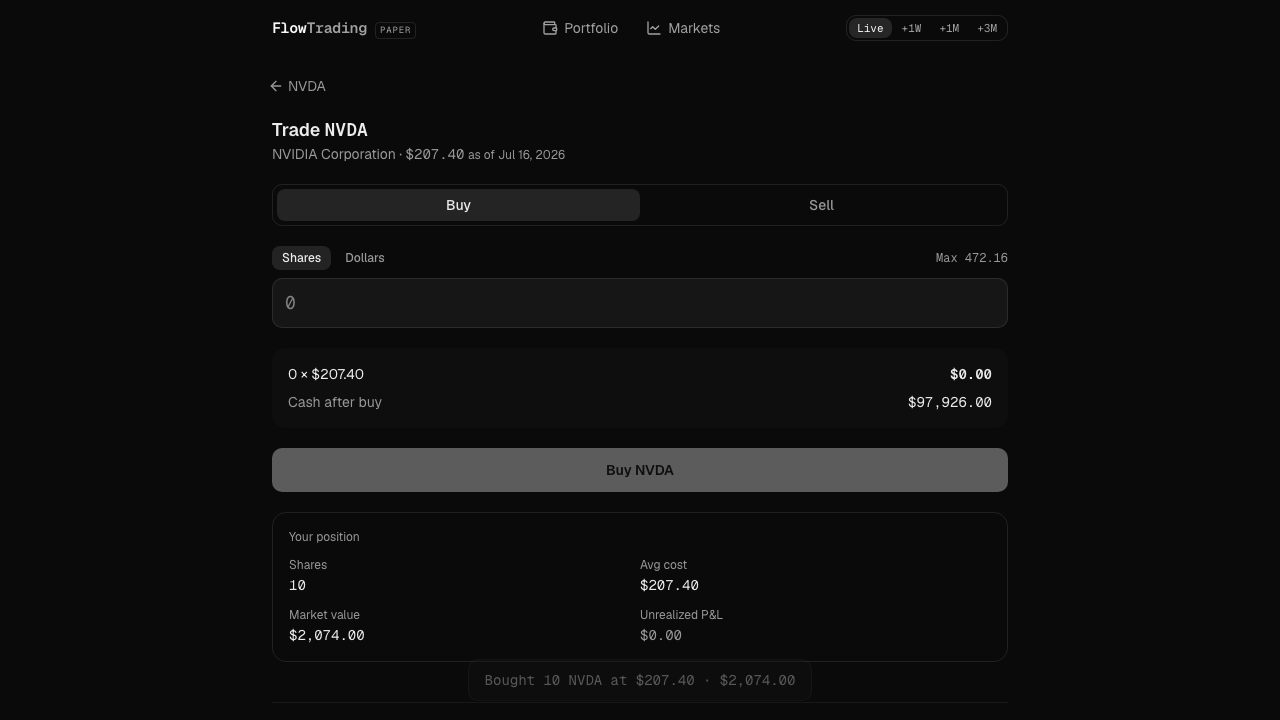 FlowTrading PAPER Portfolio Markets Live +1W +1M +3M
← NVDA
Trade NVDA
NVIDIA Corporation · $207.40 as of Jul 16, 2026
Buy Sell
Shares Dollars Max 472.16
0
0 × $207.40 $0.00
Cash after buy $97,926.00
Buy NVDA
Your position
Shares Avg cost
10 $207.40
Market value Unrealized P&L
$2,074.00 $0.00
Bought 10 NVDA at $207.40 · $2,074.00